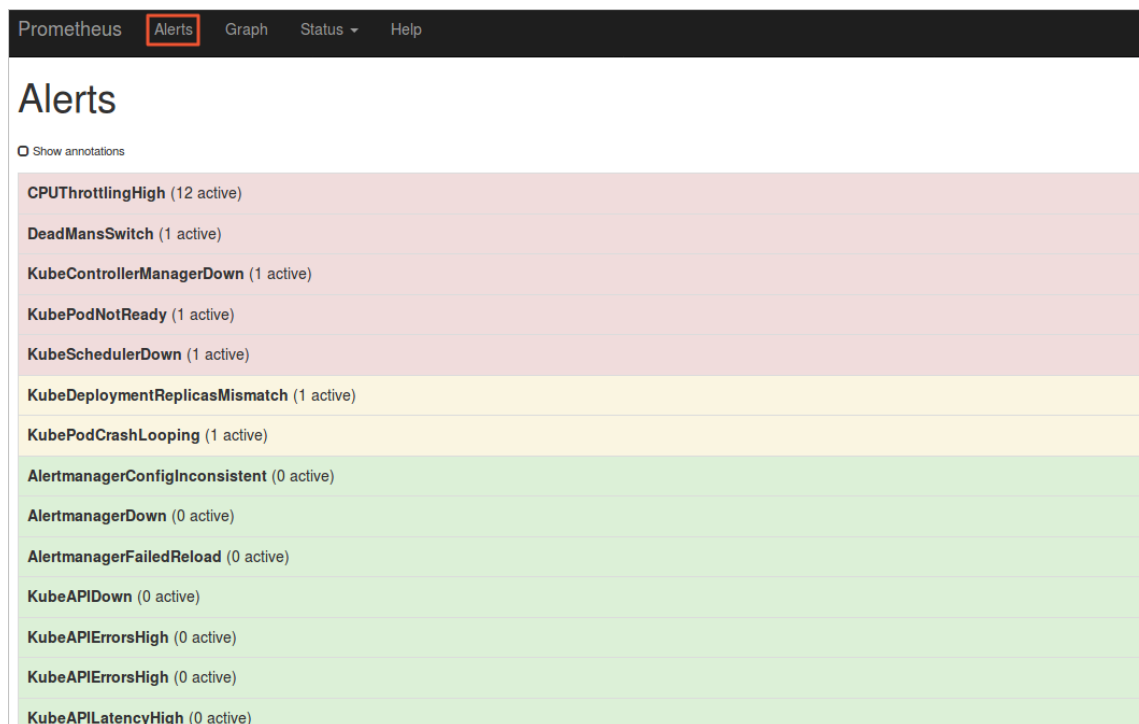 Prometheus Alerts Graph Status Help
Alerts
Show annotations
CPUThrottlingHigh (12 active)
DeadMansSwitch (1 active)
KubeControllerManagerDown (1 active)
KubePodNotReady (1 active)
KubeSchedulerDown (1 active)
KubeDeploymentReplicasMismatch (1 active)
KubePodCrashLooping (1 active)
AlertmanagerConfigInconsistent (0 active)
AlertmanagerDown (0 active)
AlertmanagerFailedReload (0 active)
KubeAPIDown (0 active)
KubeAPIErrorsHigh (0 active)
KubeAPIErrorsHigh (0 active)
KubeAPILatencyHigh (0 active)